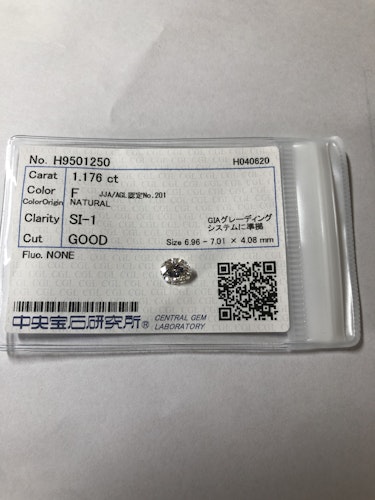 No. H9501250 H040620
Carat 1.176 ct
Color F JJA/AGL認定No.201
ColorOrigin NATURAL
Clarity SI-1 GIAグレーディング
システムに準拠
Cut GOOD Size 6.96 - 7.01 × 4.08 mm
Fluo. NONE
中央宝石研究所® CENTRAL GEM
LABORATORY